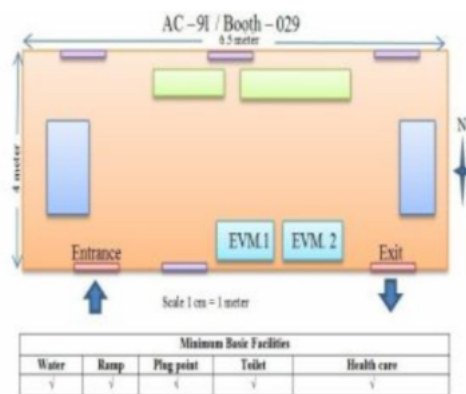 AC -9I / Booth -029
6.5 meter
4 meter
N
EVM.1 EVM. 2
Entrance Exit
Scale 1 cm = 1 meter
Minimum Basic Facilities
Water Ramp Plug point Toilet Health care
√ √ √ √ √